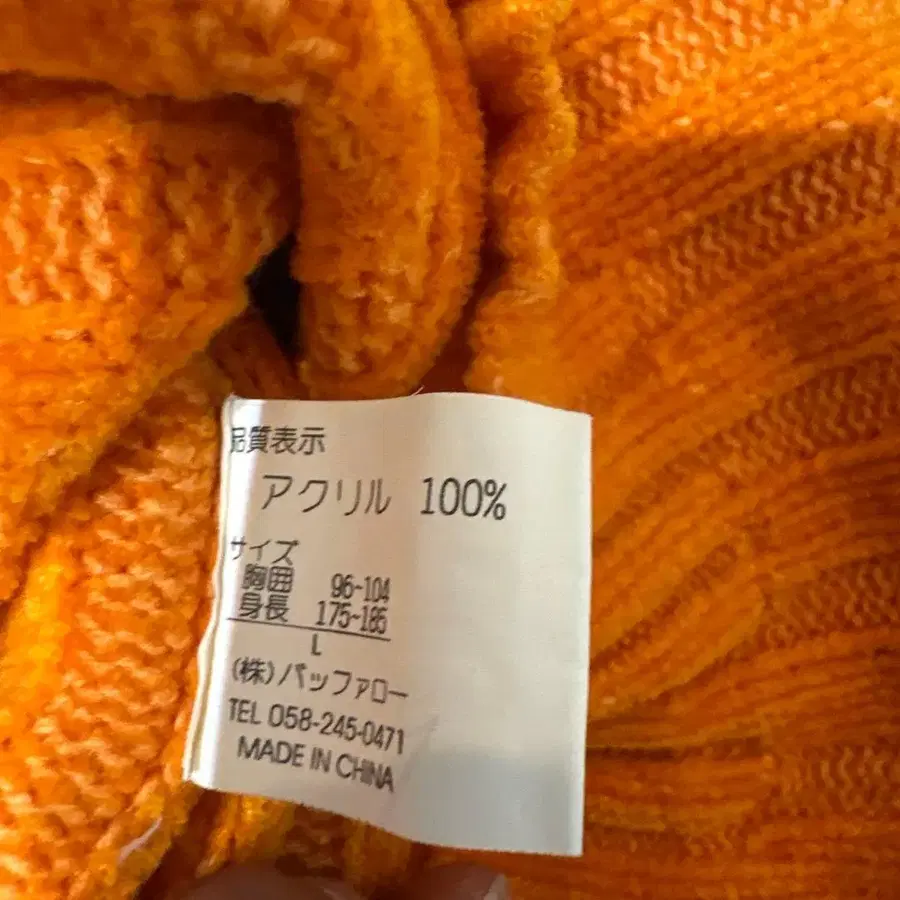 品質表示
アクリル 100%
サイズ
胸囲 96~104
身長 175~185
L
(株)バッファロー
TEL 058-245-0471
MADE IN CHINA